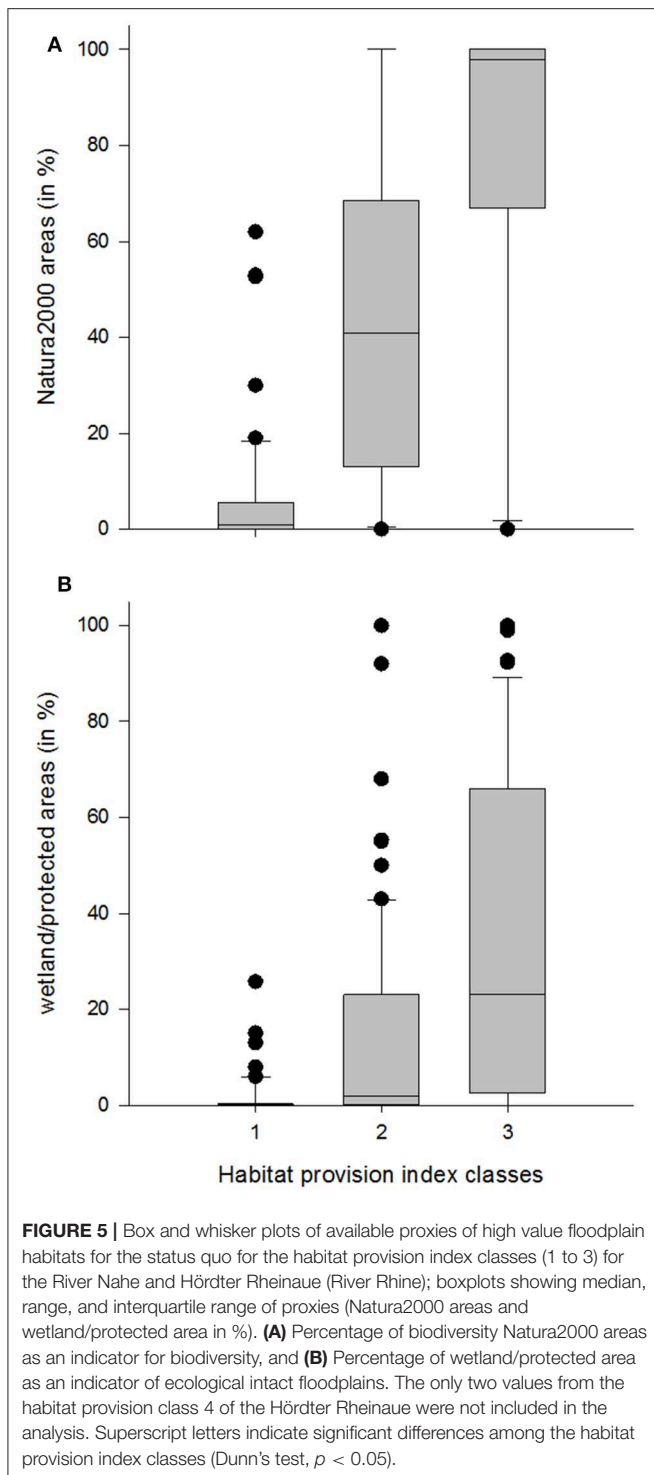 A
100
80
60
40
20
0
Natura2000 areas (in %)
B
100
80
60
40
20
0
wetland/protected areas (in %)
1 2 3
Habitat provision index classes
FIGURE 5 | Box and whisker plots of available proxies of high value floodplain
habitats for the status quo for the habitat provision index classes (1 to 3) for
the River Nahe and Hördter Rheinaue (River Rhine); boxplots showing median,
range, and interquartile range of proxies (Natura2000 areas and
wetland/protected area in %). (A) Percentage of biodiversity Natura2000 areas
as an indicator for biodiversity, and (B) Percentage of wetland/protected area
as an indicator of ecological intact floodplains. The only two values from the
habitat provision class 4 of the Hördter Rheinaue were not included in the
analysis. Superscript letters indicate significant differences among the habitat
provision index classes (Dunn's test, p < 0.05).